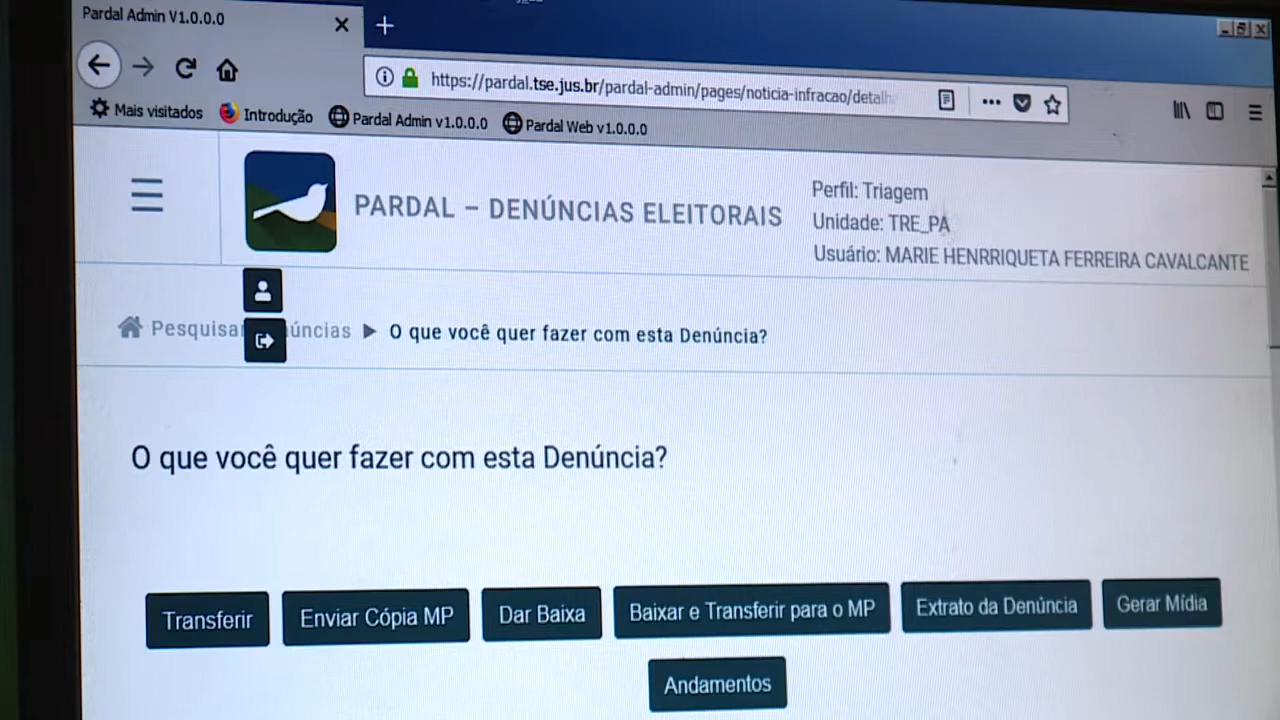 Pardal Admin V1.0.0.0
https://pardal.tse.jus.br/pardal-admin/pages/noticia-infracao/detalh
Mais visitados Introdução Pardal Admin v1.0.0.0 Pardal Web v1.0.0.0
PARDAL – DENÚNCIAS ELEITORAIS
Perfil: Triagem
Unidade: TRE_PA
Usuário: MARIE HENRRIQUETA FERREIRA CAVALCANTE
Pesquisar úncias ▶ O que você quer fazer com esta Denúncia?
O que você quer fazer com esta Denúncia?
Transferir Enviar Cópia MP Dar Baixa Baixar e Transferir para o MP Extrato da Denúncia Gerar Mídia
Andamentos